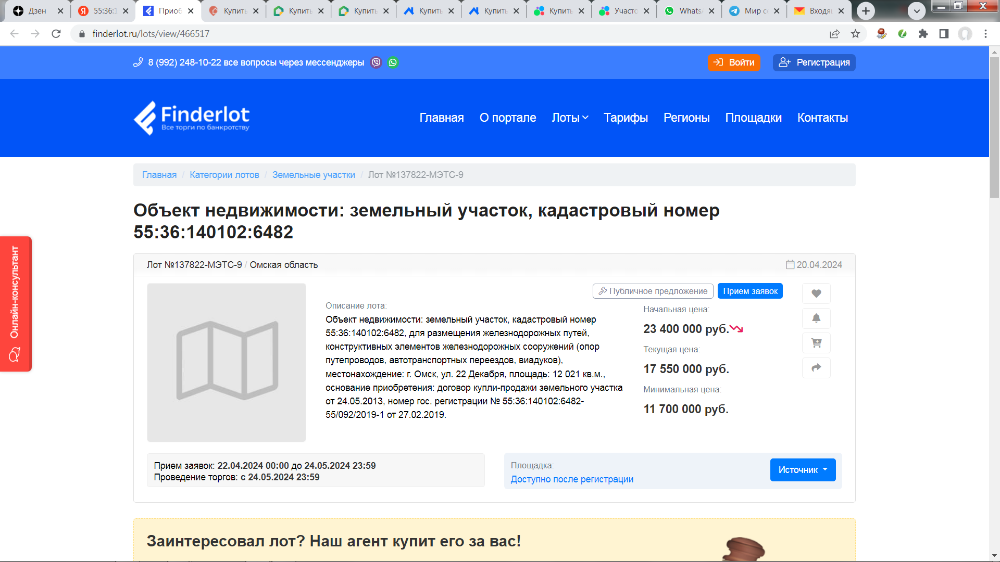 Дзен
55:36:1
Приоб
Купить
Купить
Купить
Купить
Купить
Купить
Участо
Whats
Мир с
Входя
finderlot.ru/lots/view/466517
8 (992) 248-10-22 все вопросы через мессенджеры
Войти
Регистрация
Finderlot
Все торги по банкротству
Главная
О портале
Лоты
Тарифы
Регионы
Площадки
Контакты
Главная / Категории лотов / Земельные участки / Лот №137822-МЭТС-9
Объект недвижимости: земельный участок, кадастровый номер
55:36:140102:6482
Онлайн-консультант
Лот №137822-МЭТС-9 / Омская область
20.04.2024
Публичное предложение
Прием заявок
Описание лота:
Объект недвижимости: земельный участок, кадастровый номер
55:36:140102:6482, для размещения железнодорожных путей,
конструктивных элементов железнодорожных сооружений (опор
путепроводов, автотранспортных переездов, виадуков),
местонахождение: г. Омск, ул. 22 Декабря, площадь: 12 021 кв.м.,
основание приобретения: договор купли-продажи земельного участка
от 24.05.2013, номер гос. регистрации № 55:36:140102:6482-
55/092/2019-1 от 27.02.2019.
Начальная цена:
23 400 000 руб.
Текущая цена:
17 550 000 руб.
Минимальная цена:
11 700 000 руб.
Прием заявок: 22.04.2024 00:00 до 24.05.2024 23:59
Проведение торгов: с 24.05.2024 23:59
Площадка:
Доступно после регистрации
Источник
Заинтересовал лот? Наш агент купит его за вас!